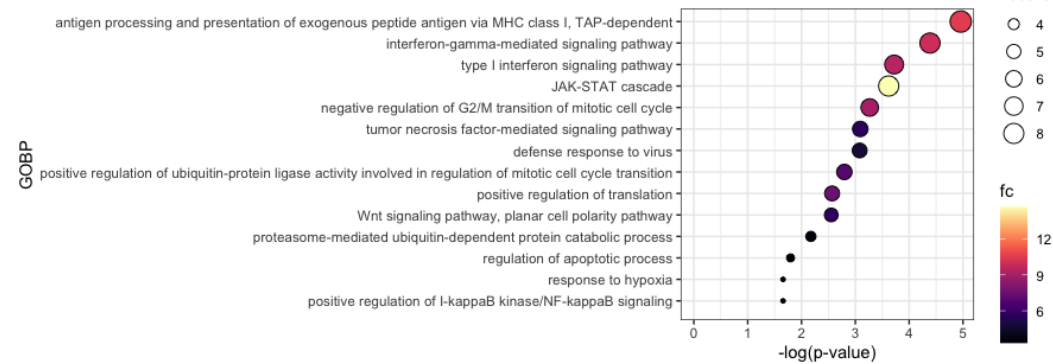 antigen processing and presentation of exogenous peptide antigen via MHC class I, TAP-dependent
interferon-gamma-mediated signaling pathway
type I interferon signaling pathway
JAK-STAT cascade
negative regulation of G2/M transition of mitotic cell cycle
tumor necrosis factor-mediated signaling pathway
defense response to virus
positive regulation of ubiquitin-protein ligase activity involved in regulation of mitotic cell cycle transition
positive regulation of translation
Wnt signaling pathway, planar cell polarity pathway
proteasome-mediated ubiquitin-dependent protein catabolic process
regulation of apoptotic process
response to hypoxia
positive regulation of I-kappaB kinase/NF-kappaB signaling
GOBP
0 1 2 3 4 5
-log(p-value)
4
5
6
7
8
fc
12
9
6